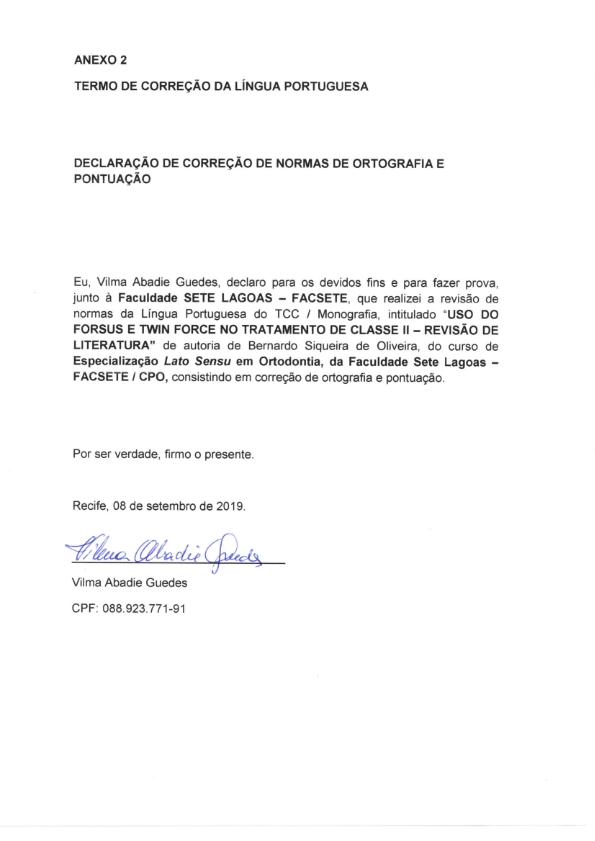 ANEXO 2
TERMO DE CORREÇÃO DA LÍNGUA PORTUGUESA
DECLARAÇÃO DE CORREÇÃO DE NORMAS DE ORTOGRAFIA E
PONTUAÇÃO
Eu, Vilma Abadie Guedes, declaro para os devidos fins e para fazer prova,
junto à Faculdade SETE LAGOAS – FACSETE, que realizei a revisão de
normas da Língua Portuguesa do TCC / Monografia, intitulado “USO DO
FORSUS E TWIN FORCE NO TRATAMENTO DE CLASSE II – REVISÃO DE
LITERATURA” de autoria de Bernardo Siqueira de Oliveira, do curso de
Especialização Lato Sensu em Ortodontia, da Faculdade Sete Lagoas –
FACSETE / CPO, consistindo em correção de ortografia e pontuação.
Por ser verdade, firmo o presente.
Recife, 08 de setembro de 2019.
Vilma Abadie Guedes
Vilma Abadie Guedes
CPF: 088.923.771-91